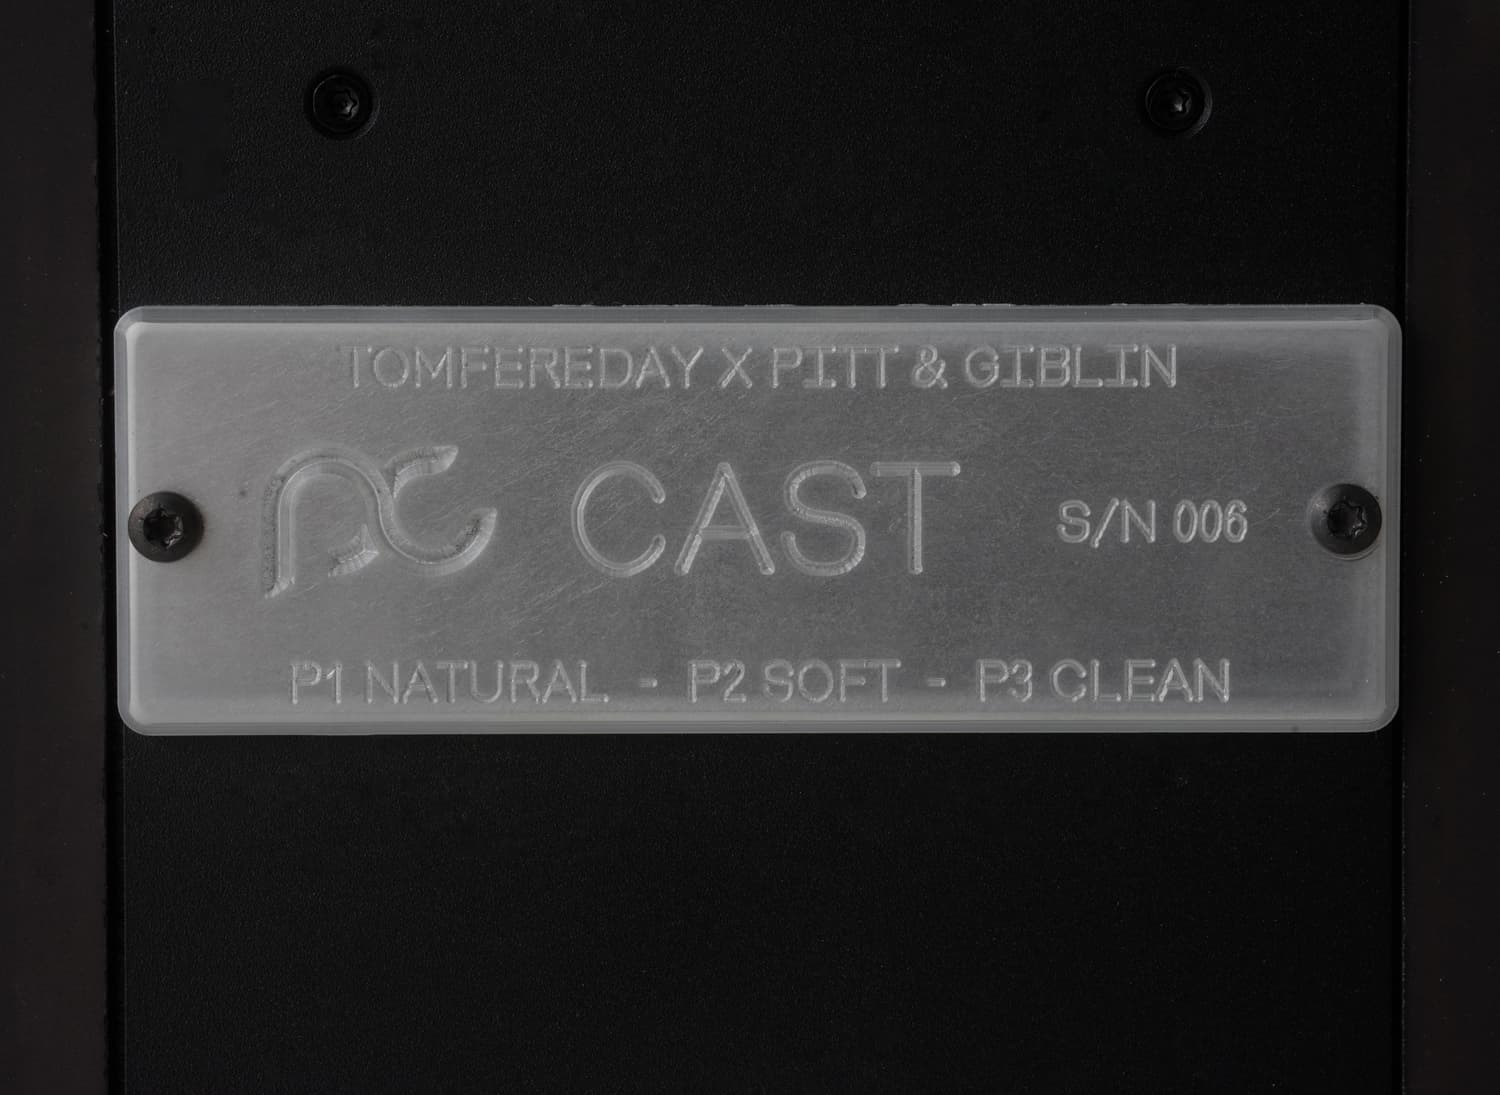 TOMFEREDAY X PITT & GIBLIN
CAST S/N 006
P1 NATURAL - P2 SOFT - P3 CLEAN